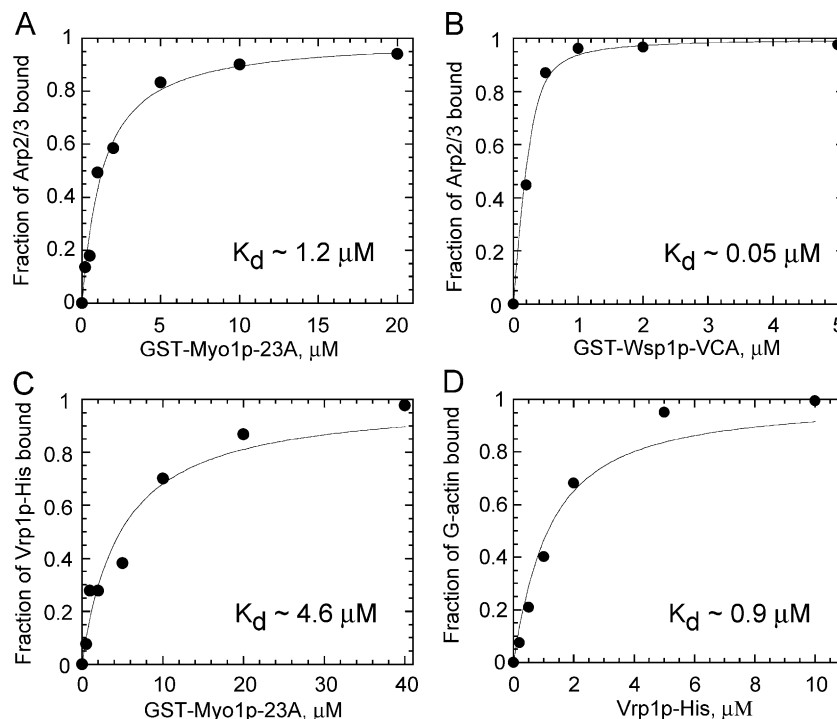 A
Fraction of Arp2/3 bound
1
0.8
0.6
0.4
0.2
0
K_d ~ 1.2 μM
0 5 10 15 20
GST-Myo1p-23A, μM
B
Fraction of Arp2/3 bound
1
0.8
0.6
0.4
0.2
0
K_d ~ 0.05 μM
0 1 2 3 4 5
GST-Wsp1p-VCA, μM
C
Fraction of Vrp1p-His bound
1
0.8
0.6
0.4
0.2
0
K_d ~ 4.6 μM
0 10 20 30 40
GST-Myo1p-23A, μM
D
Fraction of G-actin bound
1
0.8
0.6
0.4
0.2
0
K_d ~ 0.9 μM
0 2 4 6 8 10
Vrp1p-His, μM